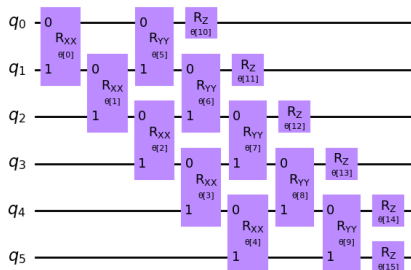 q0 0 0 RZ
RXX RYY θ[10]
θ[0] θ[5]
q1 1 0 1 0 RZ
RXX RYY θ[11]
θ[1] θ[6]
q2 1 0 1 0 RZ
RXX RYY θ[12]
θ[2] θ[7]
q3 1 0 1 0 RZ
RXX RYY θ[13]
θ[3] θ[8]
q4 1 0 1 0 RZ
RXX RYY θ[14]
θ[4] θ[9]
q5 1 1 RZ
θ[15]